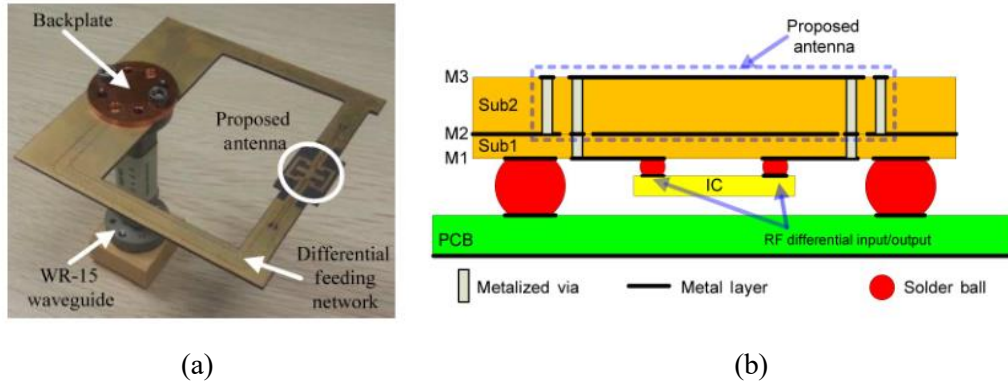 Backplate
Proposed
antenna
WR-15
waveguide
Differential
feeding
network
(a)
Proposed
antenna
M3
Sub2
M2
Sub1
M1
IC
RF differential input/output
PCB
Metalized via
Metal layer
Solder ball
(b)